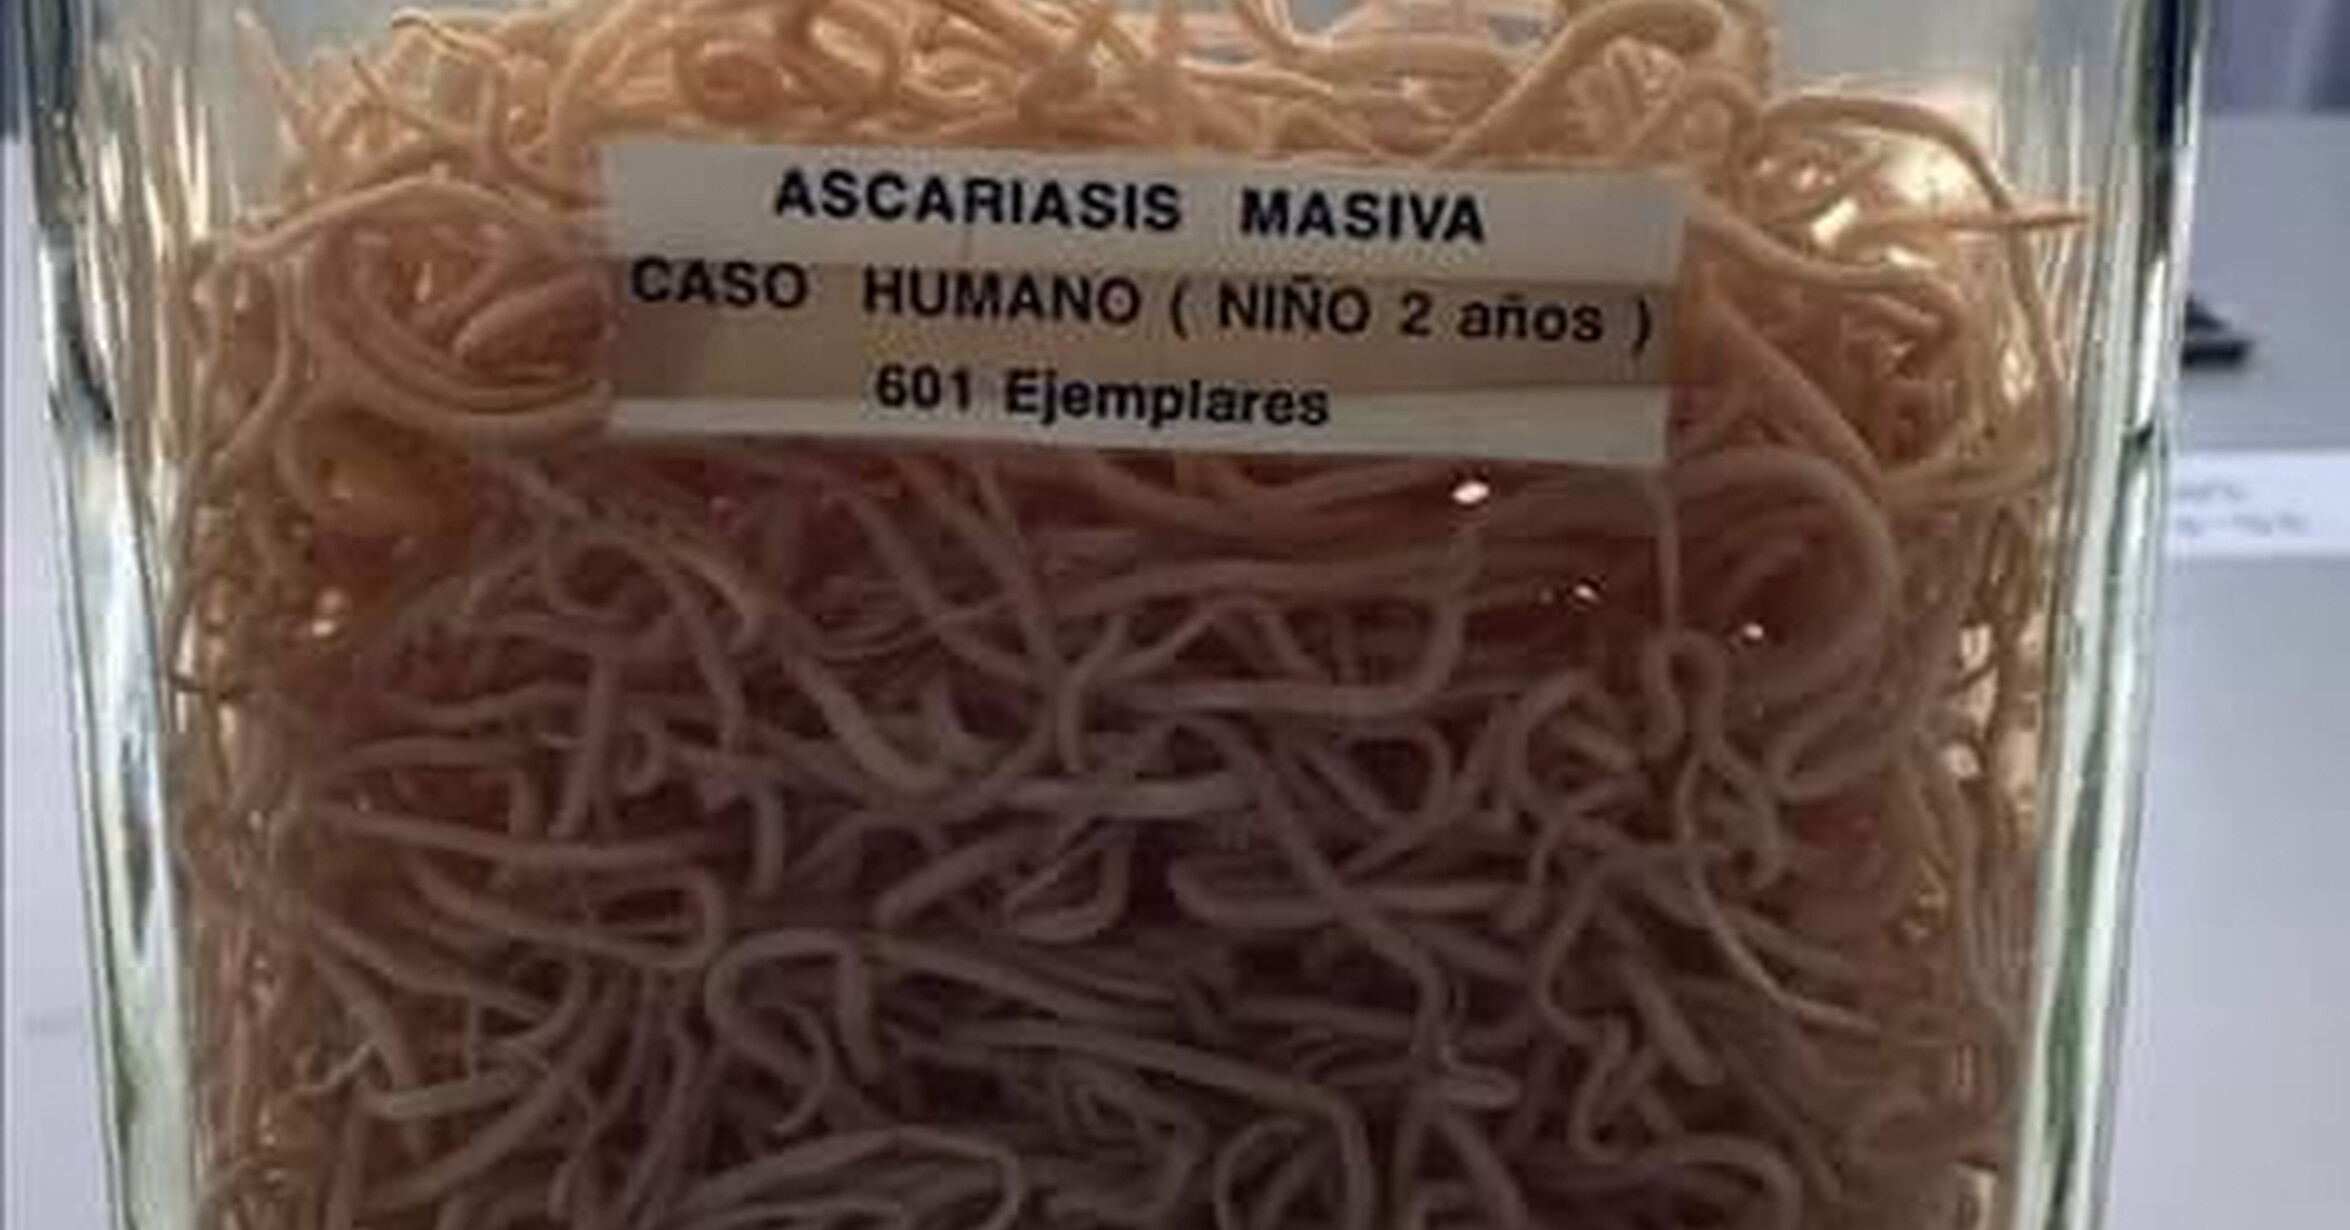 ASCARIASIS MASIVA
CASO HUMANO ( NIÑO 2 años )
601 Ejemplares